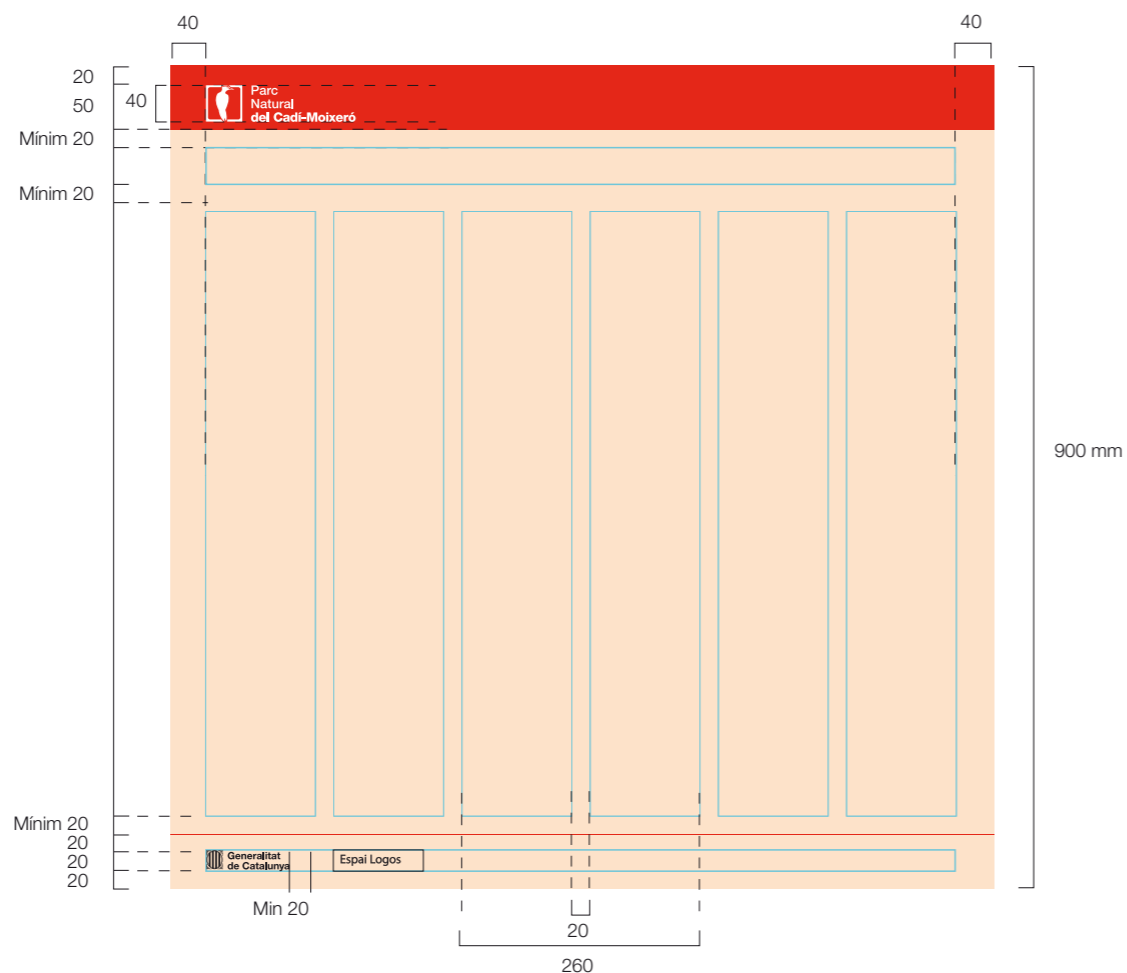 40
40
20
50
40
Parc
Natural
del Cadí-Moixeró
Mínim 20
Mínim 20
900 mm
Mínim 20
20
20
20
Generalitat
de Catalunya
Espai Logos
Min 20
20
260